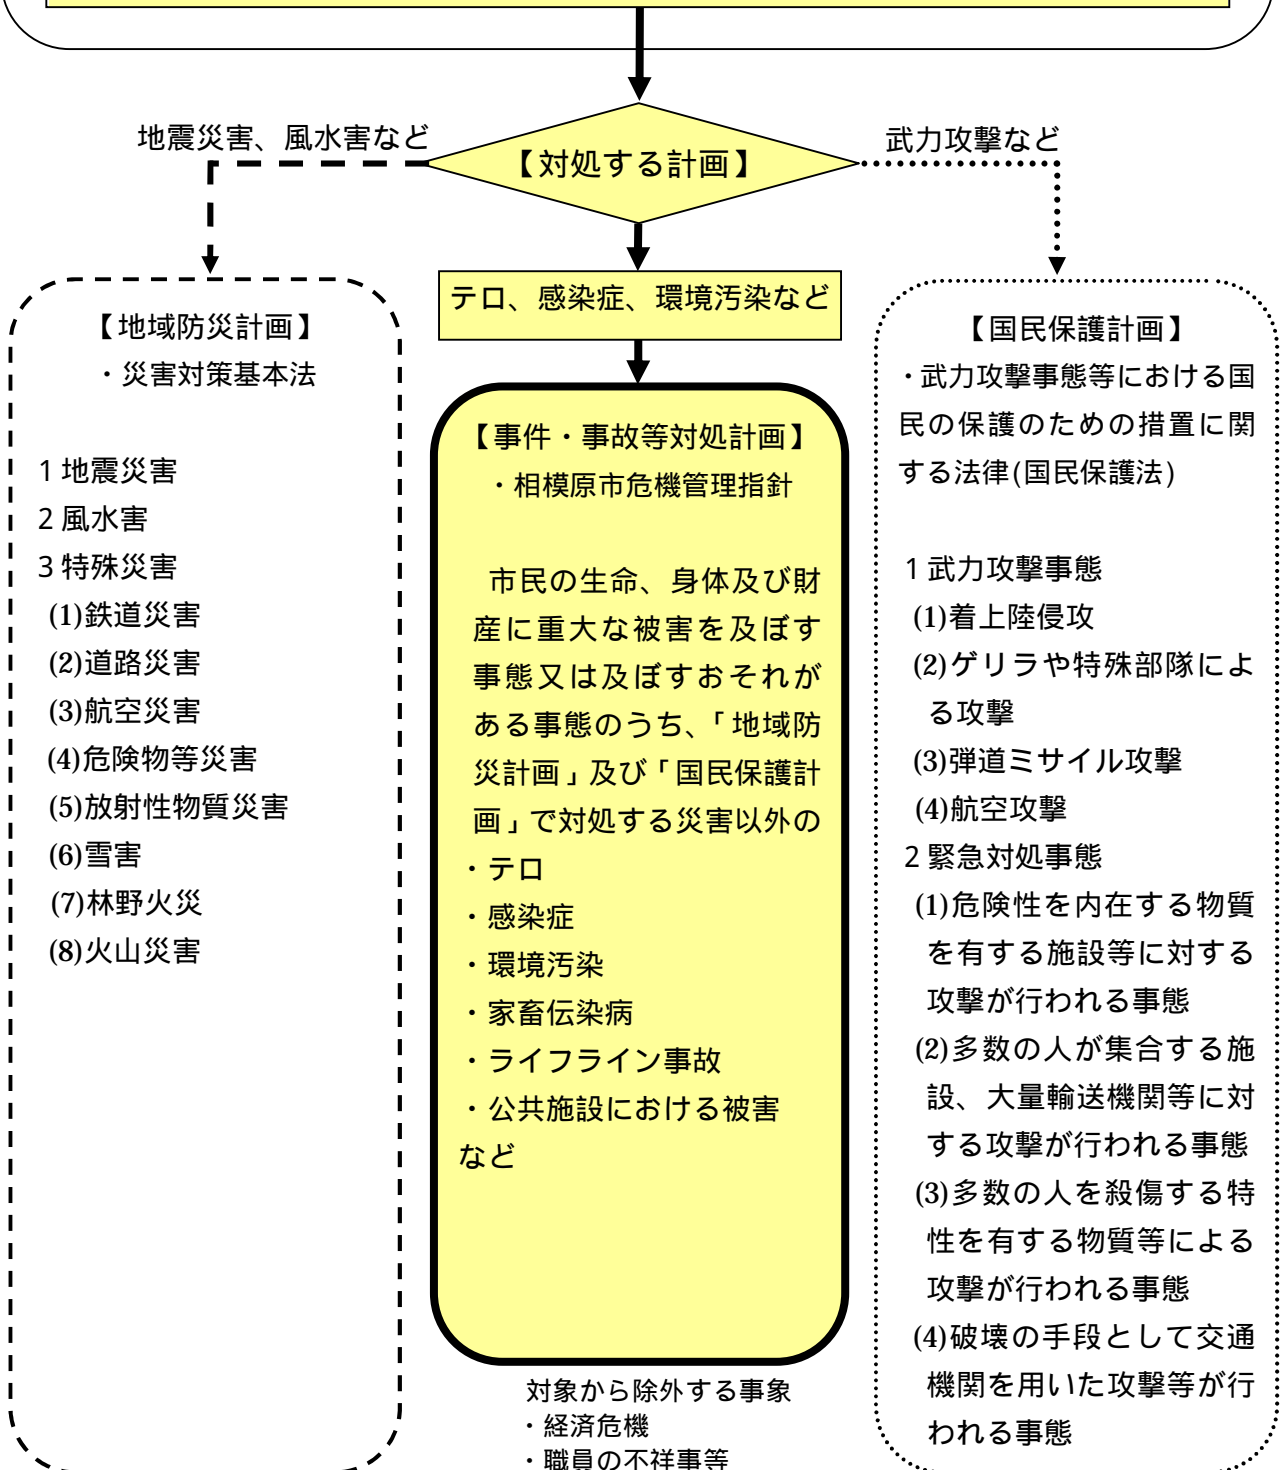 地震災害、風水害など
【対処する計画】
武力攻撃など
テロ、感染症、環境汚染など
【地域防災計画】
・災害対策基本法
1 地震災害
2 風水害
3 特殊災害
(1)鉄道災害
(2)道路災害
(3)航空災害
(4)危険物等災害
(5)放射性物質災害
(6)雪害
(7)林野火災
(8)火山災害
【事件・事故等対処計画】
・相模原市危機管理指針
市民の生命、身体及び財
産に重大な被害を及ぼす
事態又は及ぼすおそれが
ある事態のうち、「地域防
災計画」及び「国民保護計
画」で対処する災害以外の
・テロ
・感染症
・環境汚染
・家畜伝染病
・ライフライン事故
・公共施設における被害
など
対象から除外する事象
・経済危機
・職員の不祥事等
【国民保護計画】
・武力攻撃事態等における国
民の保護のための措置に関
する法律(国民保護法)
1 武力攻撃事態
(1)着上陸侵攻
(2)ゲリラや特殊部隊によ
る攻撃
(3)弾道ミサイル攻撃
(4)航空攻撃
2 緊急対処事態
(1)危険性を内在する物質
を有する施設等に対する
攻撃が行われる事態
(2)多数の人が集合する施
設、大量輸送機関等に対
する攻撃が行われる事態
(3)多数の人を殺傷する特
性を有する物質等による
攻撃が行われる事態
(4)破壊の手段として交通
機関を用いた攻撃等が行
われる事態